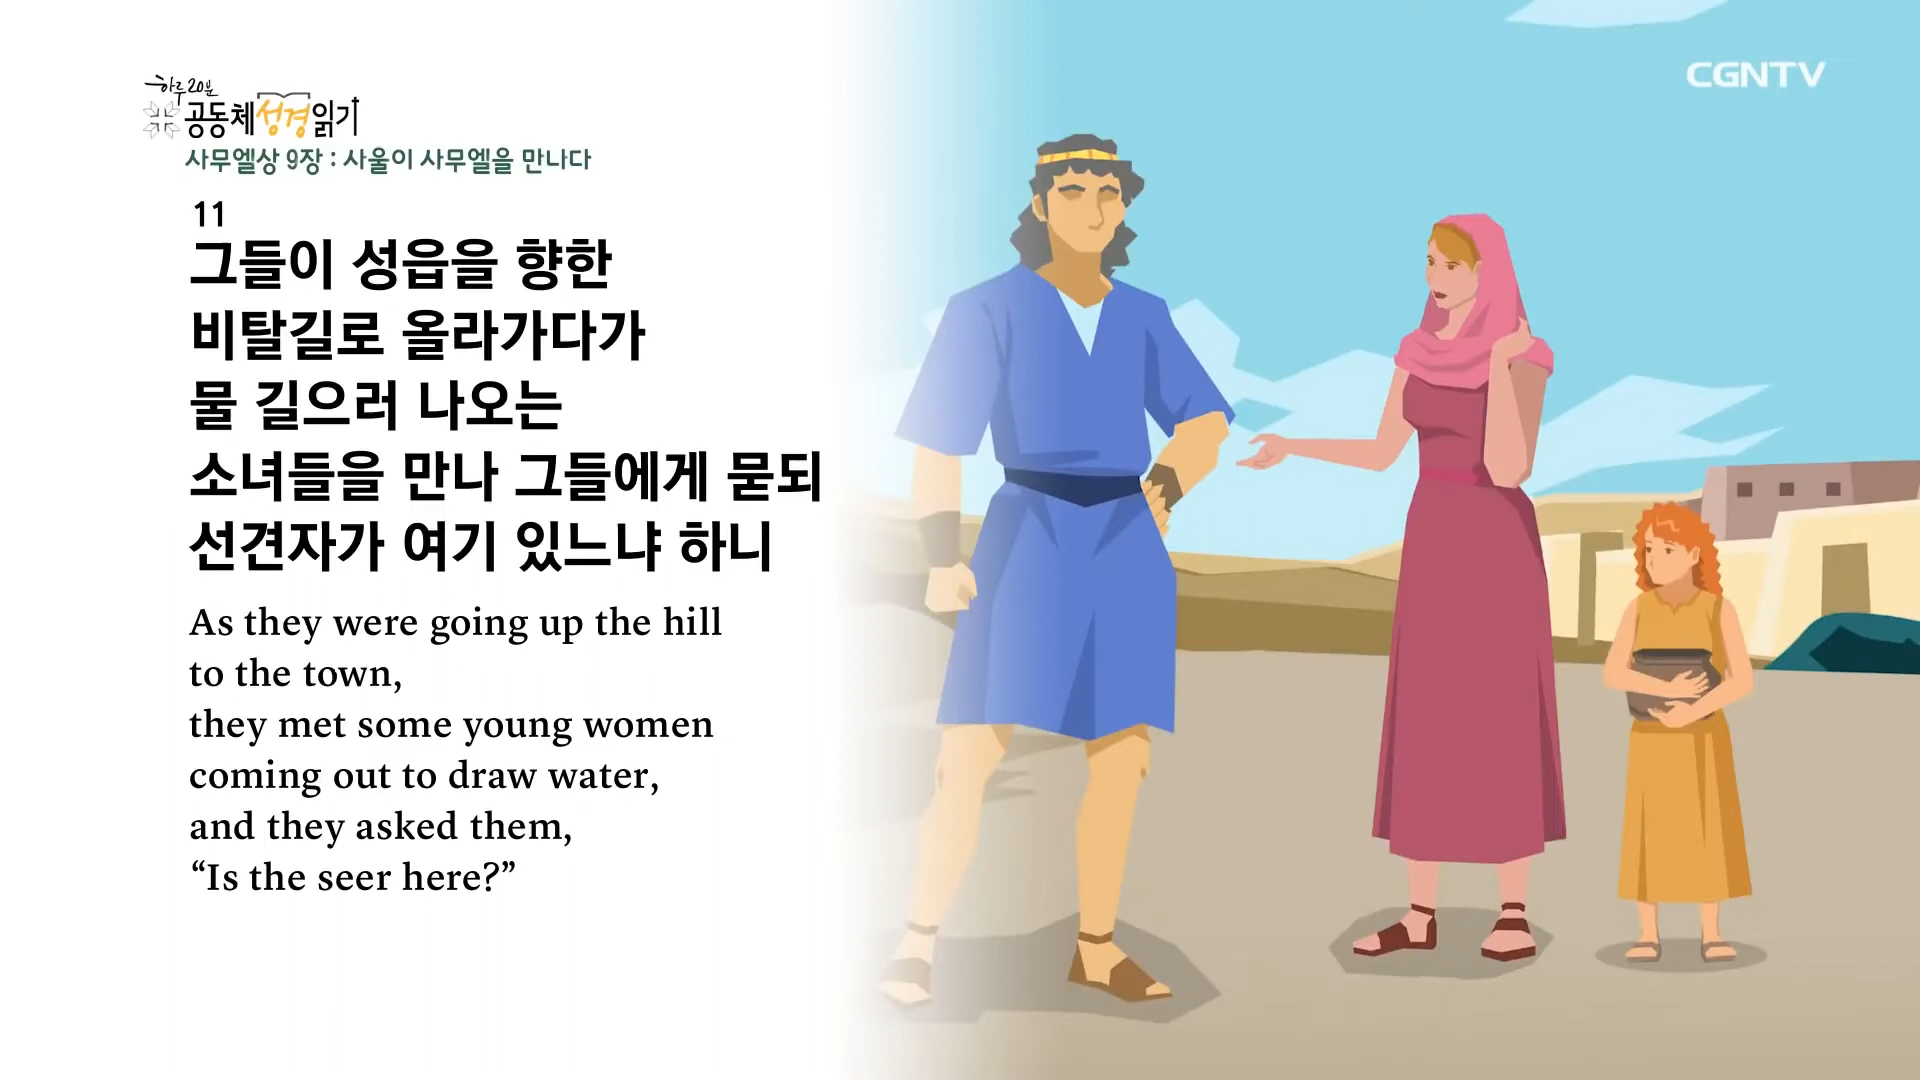 하루 20분
공동체성경읽기
사무엘상 9장 : 사울이 사무엘을 만나다
11
그들이 성읍을 향한
비탈길로 올라가다가
물 길으러 나오는
소녀들을 만나 그들에게 묻되
선견자가 여기 있느냐 하니
As they were going up the hill
to the town,
they met some young women
coming out to draw water,
and they asked them,
“Is the seer here?”
CGNTV